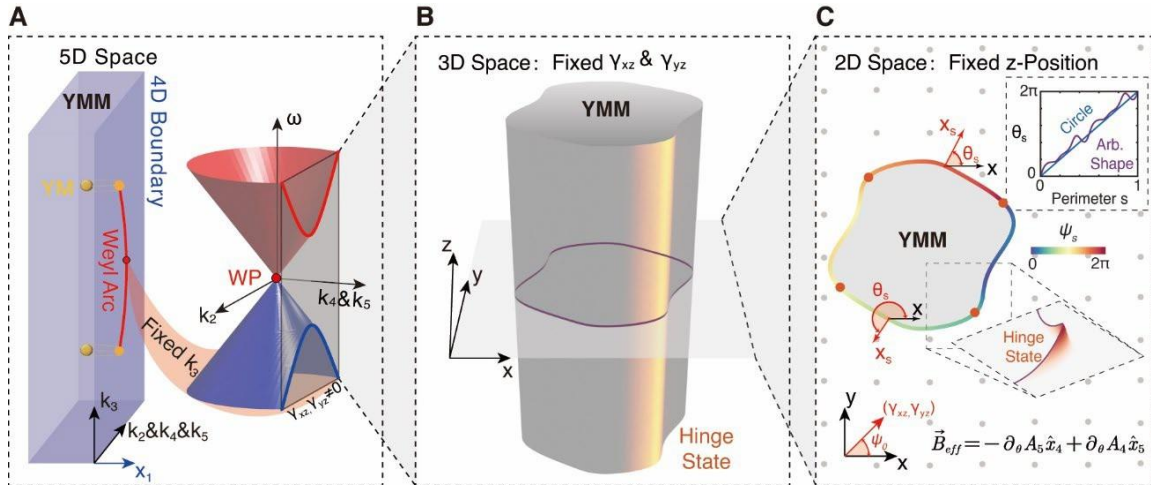 A
5D Space
YMM
4D Boundary
YM
Weyl Arc
Fixed k₃
k₃
k₂&k₄&k₅
x₁
ω
WP
k₂
k₄&k₅
γₓz,γyz≠0
B
3D Space: Fixed γₓz & γyz
YMM
z
y
x
Hinge
State
C
2D Space: Fixed z-Position
2π
θₛ
0
Circle
Arb.
Shape
0
1
Perimeter s
xₛ
θₛ
x
YMM
ψₛ
0
2π
θₛ
x
xₛ
Hinge
State
y
(γₓz,γyz)
ψ₀
x
B⃗eff=−∂θA₅x̂₄+∂θA₄x̂₅